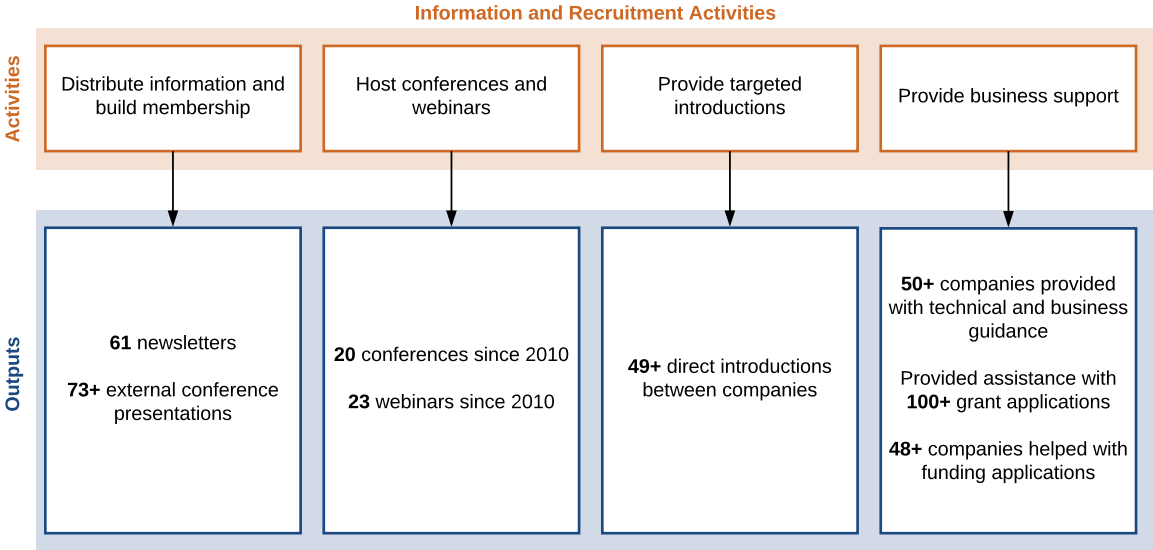 Information and Recruitment Activities
Activities
Distribute information and
build membership
Host conferences and
webinars
Provide targeted
introductions
Provide business support
Outputs
61 newsletters
73+ external conference
presentations
20 conferences since 2010
23 webinars since 2010
49+ direct introductions
between companies
50+ companies provided
with technical and business
guidance
Provided assistance with
100+ grant applications
48+ companies helped with
funding applications